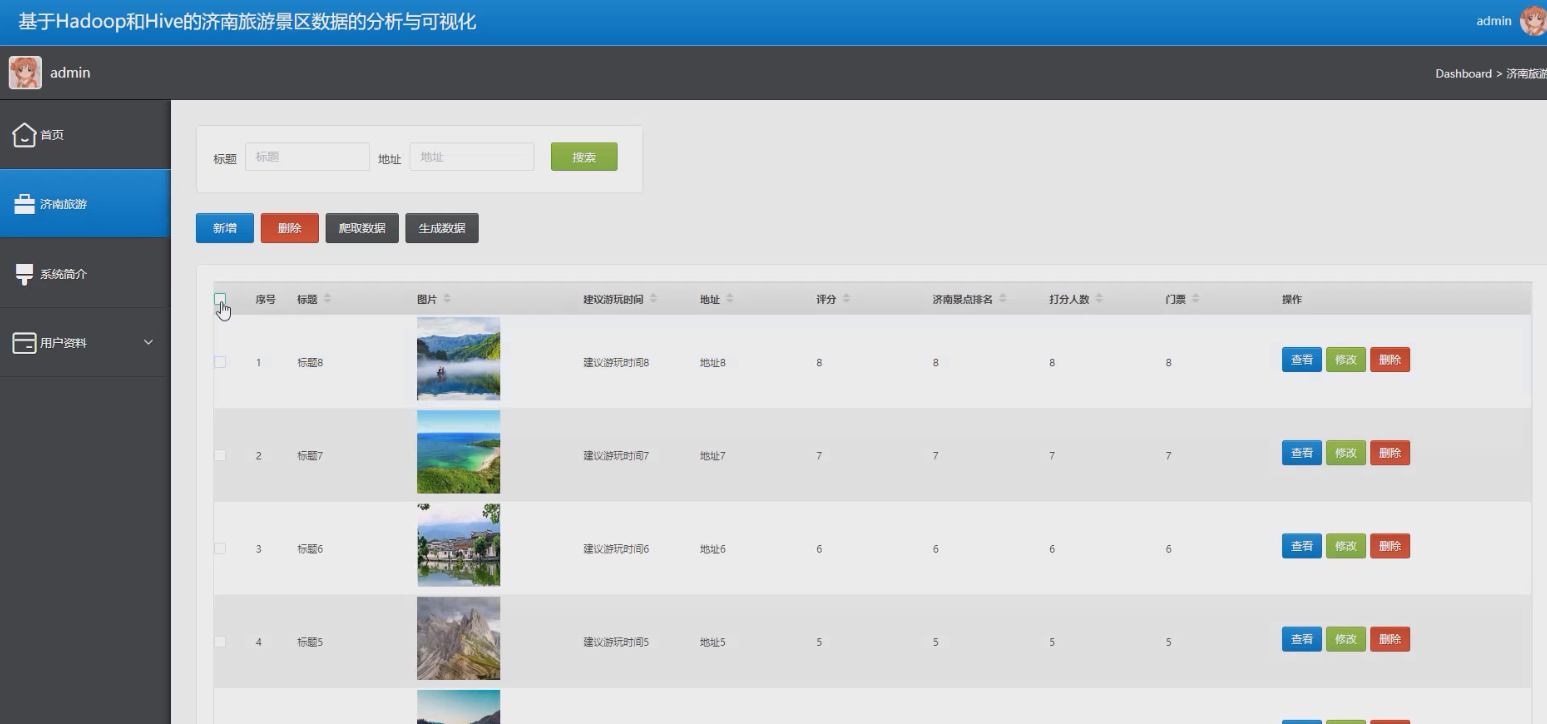 基于Hadoop和Hive的济南旅游景区数据的分析与可视化
admin
admin
Dashboard > 济南旅游
首页
济南旅游
系统简介
用户资料
标题 标题 地址 地址 搜索
新增 删除 爬取数据 生成数据
序号 标题 图片 建议游玩时间 地址 评分 济南景点排名 打分人数 门票 操作
1 标题8 建议游玩时间8 地址8 8 8 8 8 查看 修改 删除
2 标题7 建议游玩时间7 地址7 7 7 7 7 查看 修改 删除
3 标题6 建议游玩时间6 地址6 6 6 6 6 查看 修改 删除
4 标题5 建议游玩时间5 地址5 5 5 5 5 查看 修改 删除